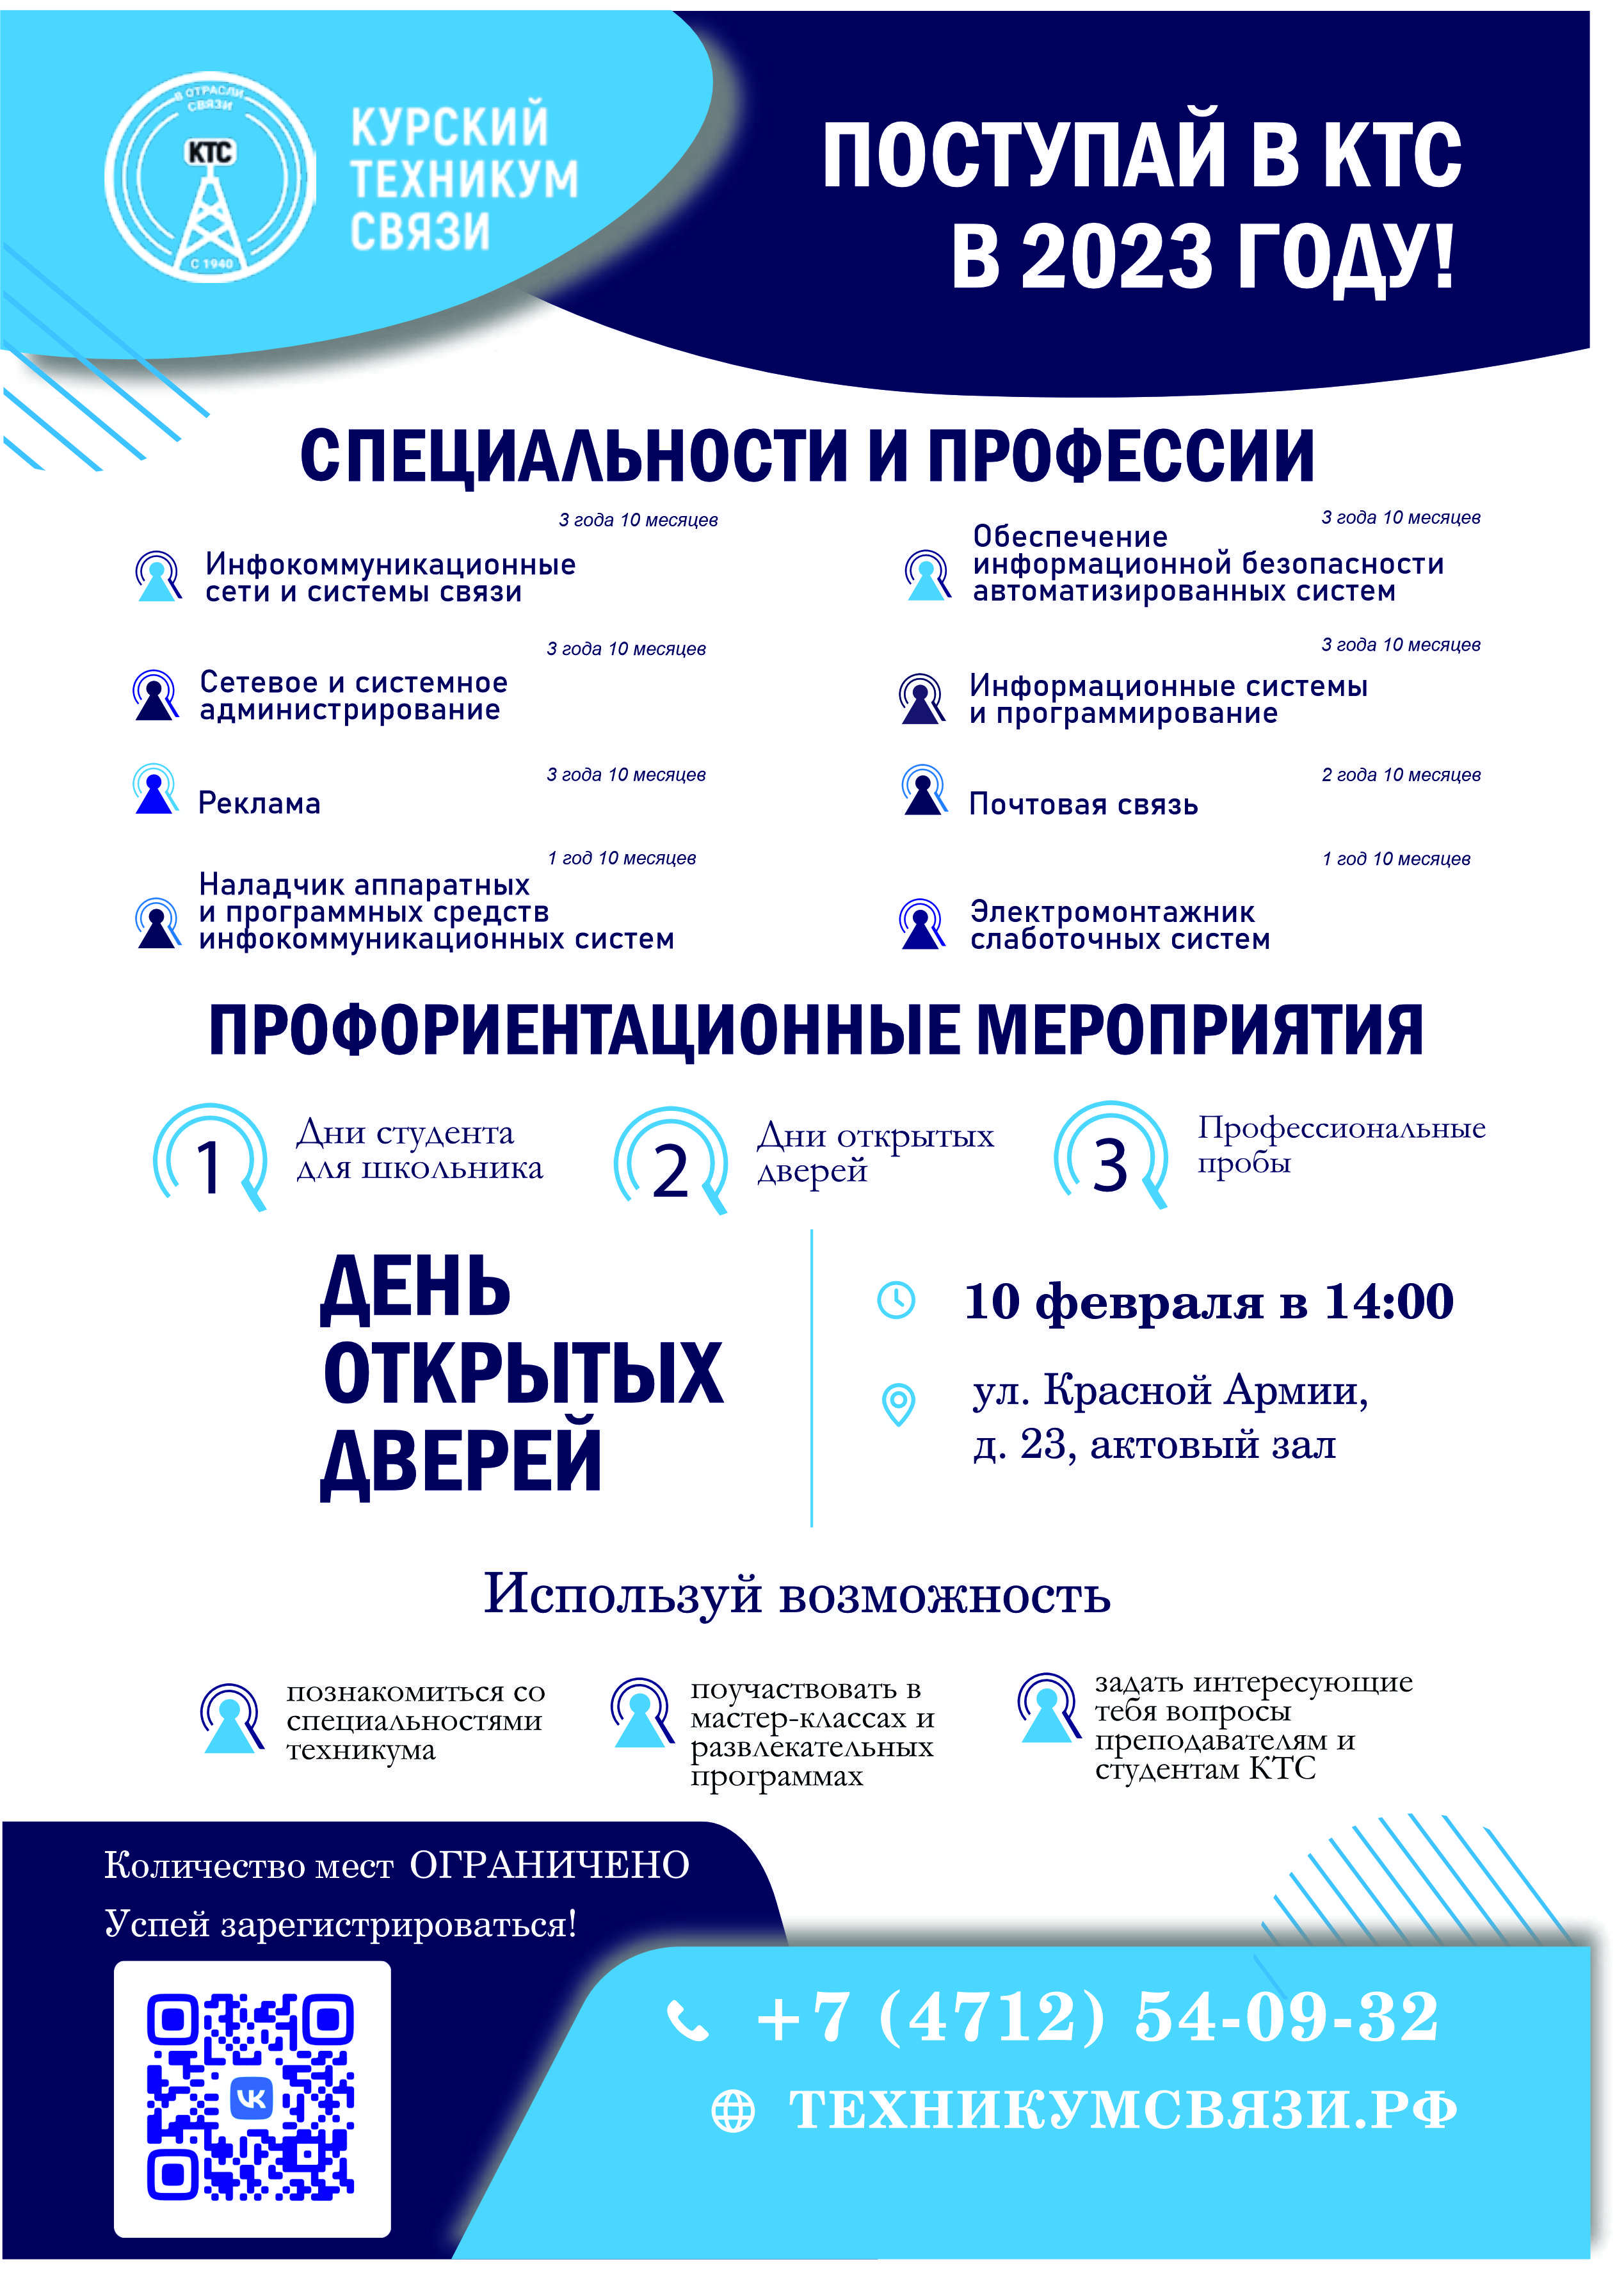 В ОТРАСЛИ
СВЯЗИ
КТС
С 1940
КУРСКИЙ
ТЕХНИКУМ
СВЯЗИ
ПОСТУПАЙ В КТС
В 2023 ГОДУ!
СПЕЦИАЛЬНОСТИ И ПРОФЕССИИ
3 года 10 месяцев
Инфокоммуникационные
сети и системы связи
3 года 10 месяцев
Обеспечение
информационной безопасности
автоматизированных систем
3 года 10 месяцев
Сетевое и системное
администрирование
3 года 10 месяцев
Информационные системы
и программирование
3 года 10 месяцев
Реклама
2 года 10 месяцев
Почтовая связь
1 год 10 месяцев
Наладчик аппаратных
и программных средств
инфокоммуникационных систем
1 год 10 месяцев
Электромонтажник
слаботочных систем
ПРОФОРИЕНТАЦИОННЫЕ МЕРОПРИЯТИЯ
1
Дни студента
для школьника
2
Дни открытых
дверей
3
Профессиональные
пробы
ДЕНЬ
ОТКРЫТЫХ
ДВЕРЕЙ
10 февраля в 14:00
ул. Красной Армии,
д. 23, актовый зал
Используй возможность
познакомиться со
специальностями
техникума
поучаствовать в
мастер-классах и
развлекательных
программах
задать интересующие
тебя вопросы
преподавателям и
студентам КТС
Количество мест ОГРАНИЧЕНО
Успей зарегистрироваться!
+7 (4712) 54-09-32
ТЕХНИКУМСВЯЗИ.РФ